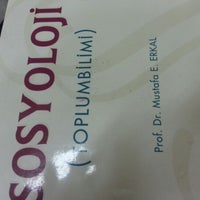 SOSYOLOJİ
(TOPLUMBİLİMİ)
Prof. Dr. Mustafa E. ERKAL